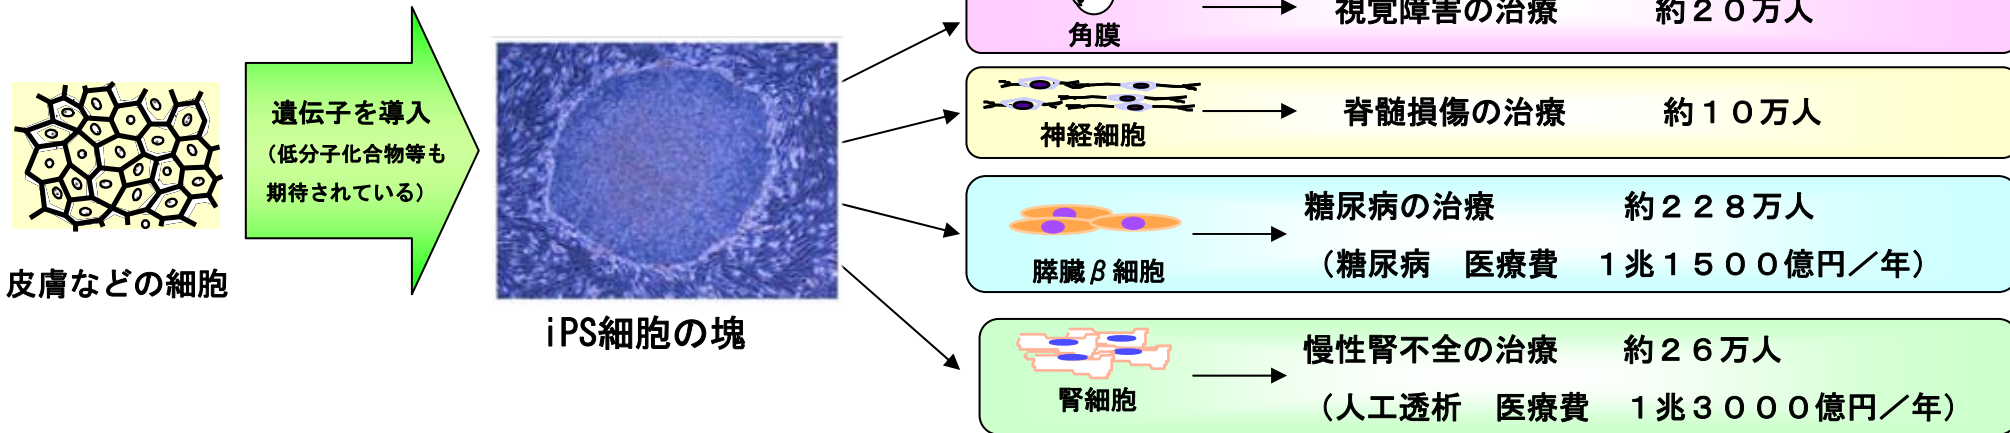 皮膚などの細胞
遺伝子を導入
（低分子化合物等も
期待されている）
iPS細胞の塊
角膜
視覚障害の治療　約２０万人
神経細胞
脊髄損傷の治療　約１０万人
膵臓β細胞
糖尿病の治療　約２２８万人
（糖尿病　医療費　１兆１５００億円／年）
腎細胞
慢性腎不全の治療　約２６万人
（人工透析　医療費　１兆３０００億円／年）